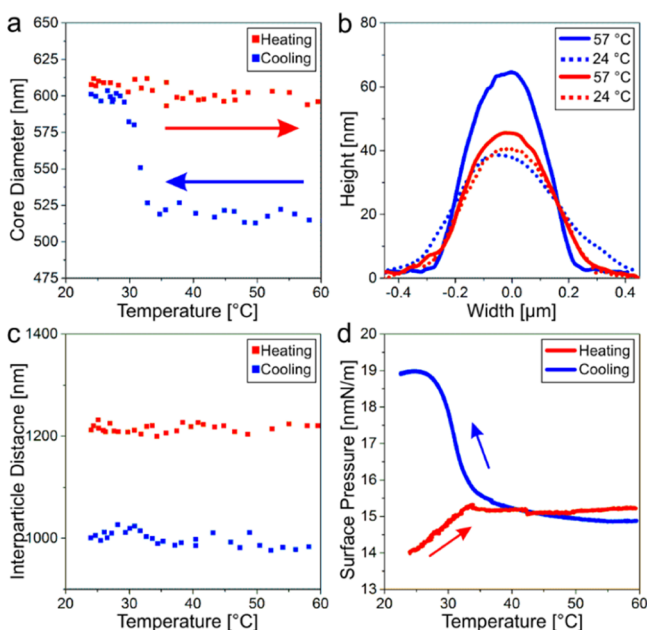 a
Heating
Cooling
Core Diameter [nm]
650
625
600
575
550
525
500
475
20 30 40 50 60
Temperature [°C]
b
57 °C
24 °C
57 °C
24 °C
Height [nm]
80
60
40
20
0
-0.4 -0.2 0.0 0.2 0.4
Width [µm]
c
Heating
Cooling
Interparticle Distacne [nm]
1400
1200
1000
20 30 40 50 60
Temperature [°C]
d
Heating
Cooling
Surface Pressure [nmN/m]
19
18
17
16
15
14
13
20 30 40 50 60
Temperature [°C]